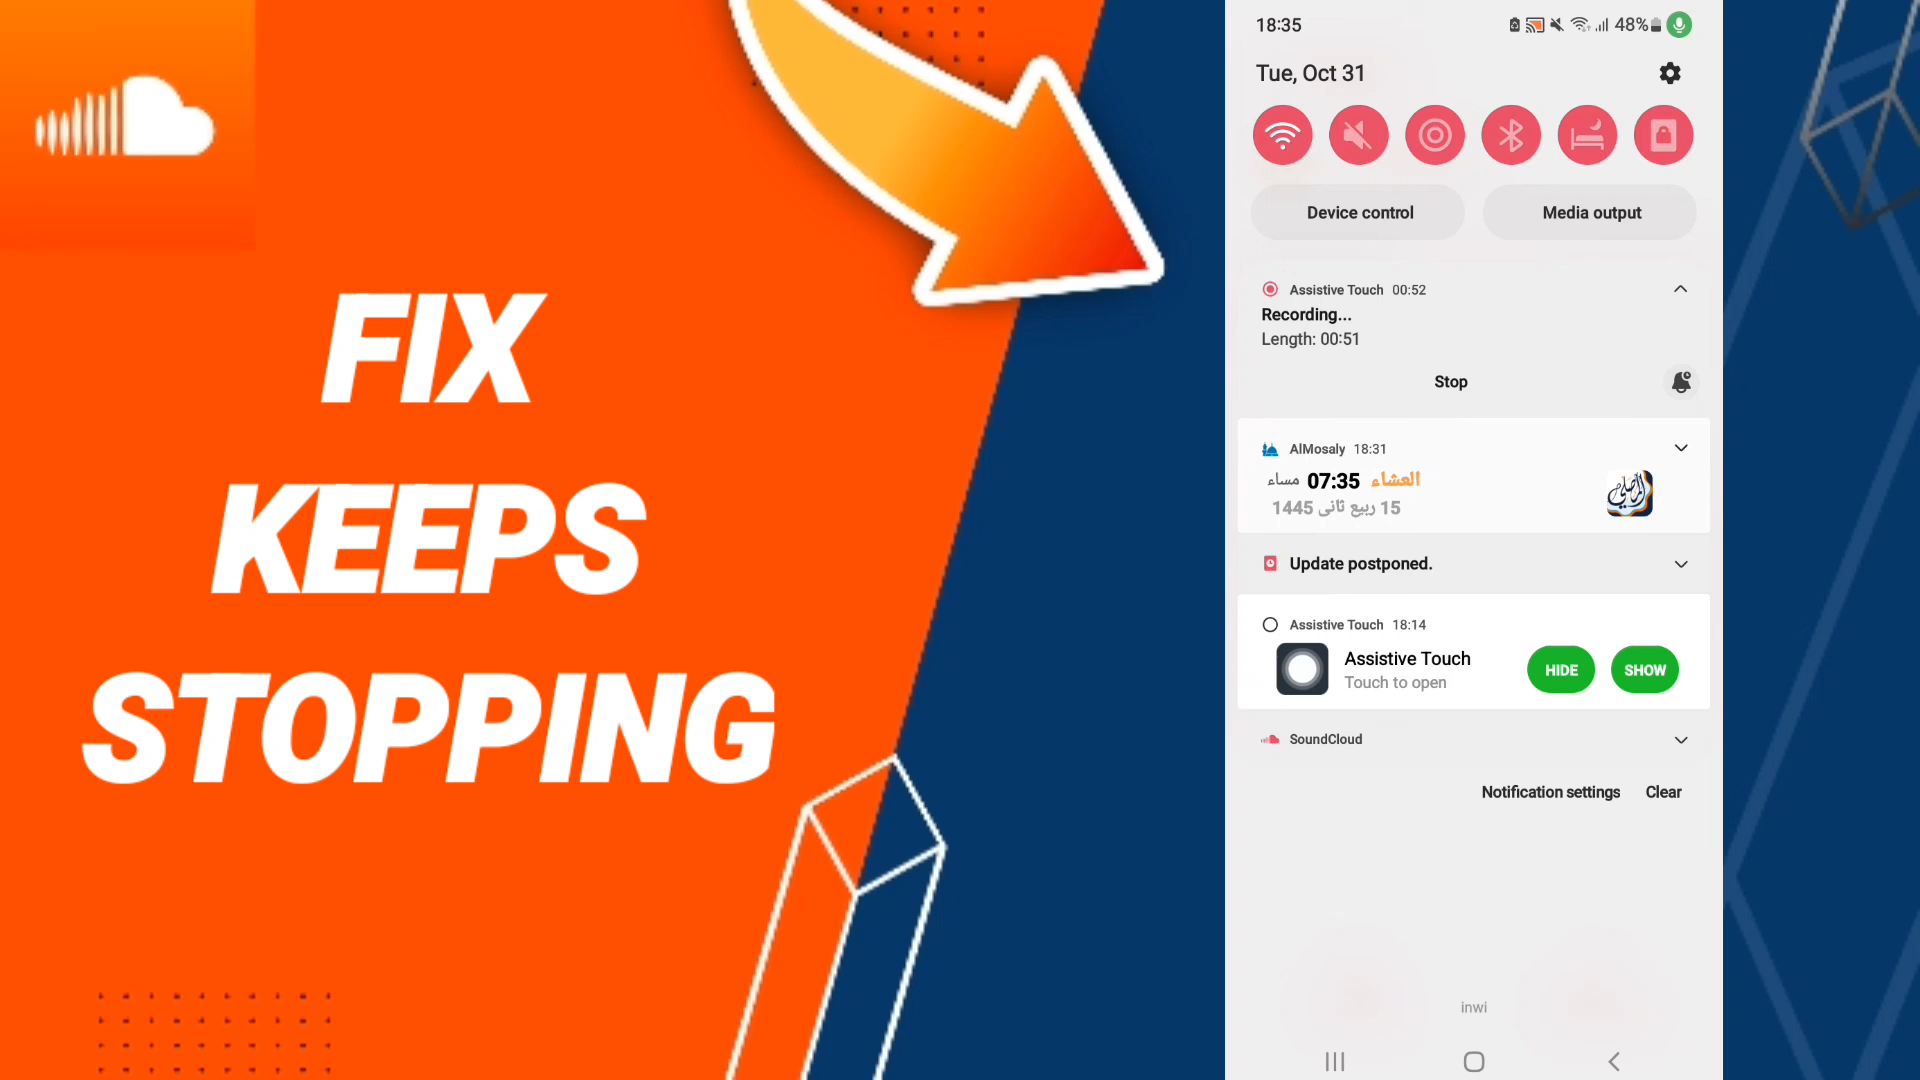 FIX
KEEPS
STOPPING
18:35
48%
Tue, Oct 31
Device control
Media output
Assistive Touch 00:52
Recording...
Length: 00:51
Stop
AlMosaly 18:31
العشاء 07:35 مساء
15 ربيع ثانى 1445
المصلي
Update postponed.
Assistive Touch 18:14
Assistive Touch
Touch to open
HIDE
SHOW
SoundCloud
Notification settings
Clear
inwi